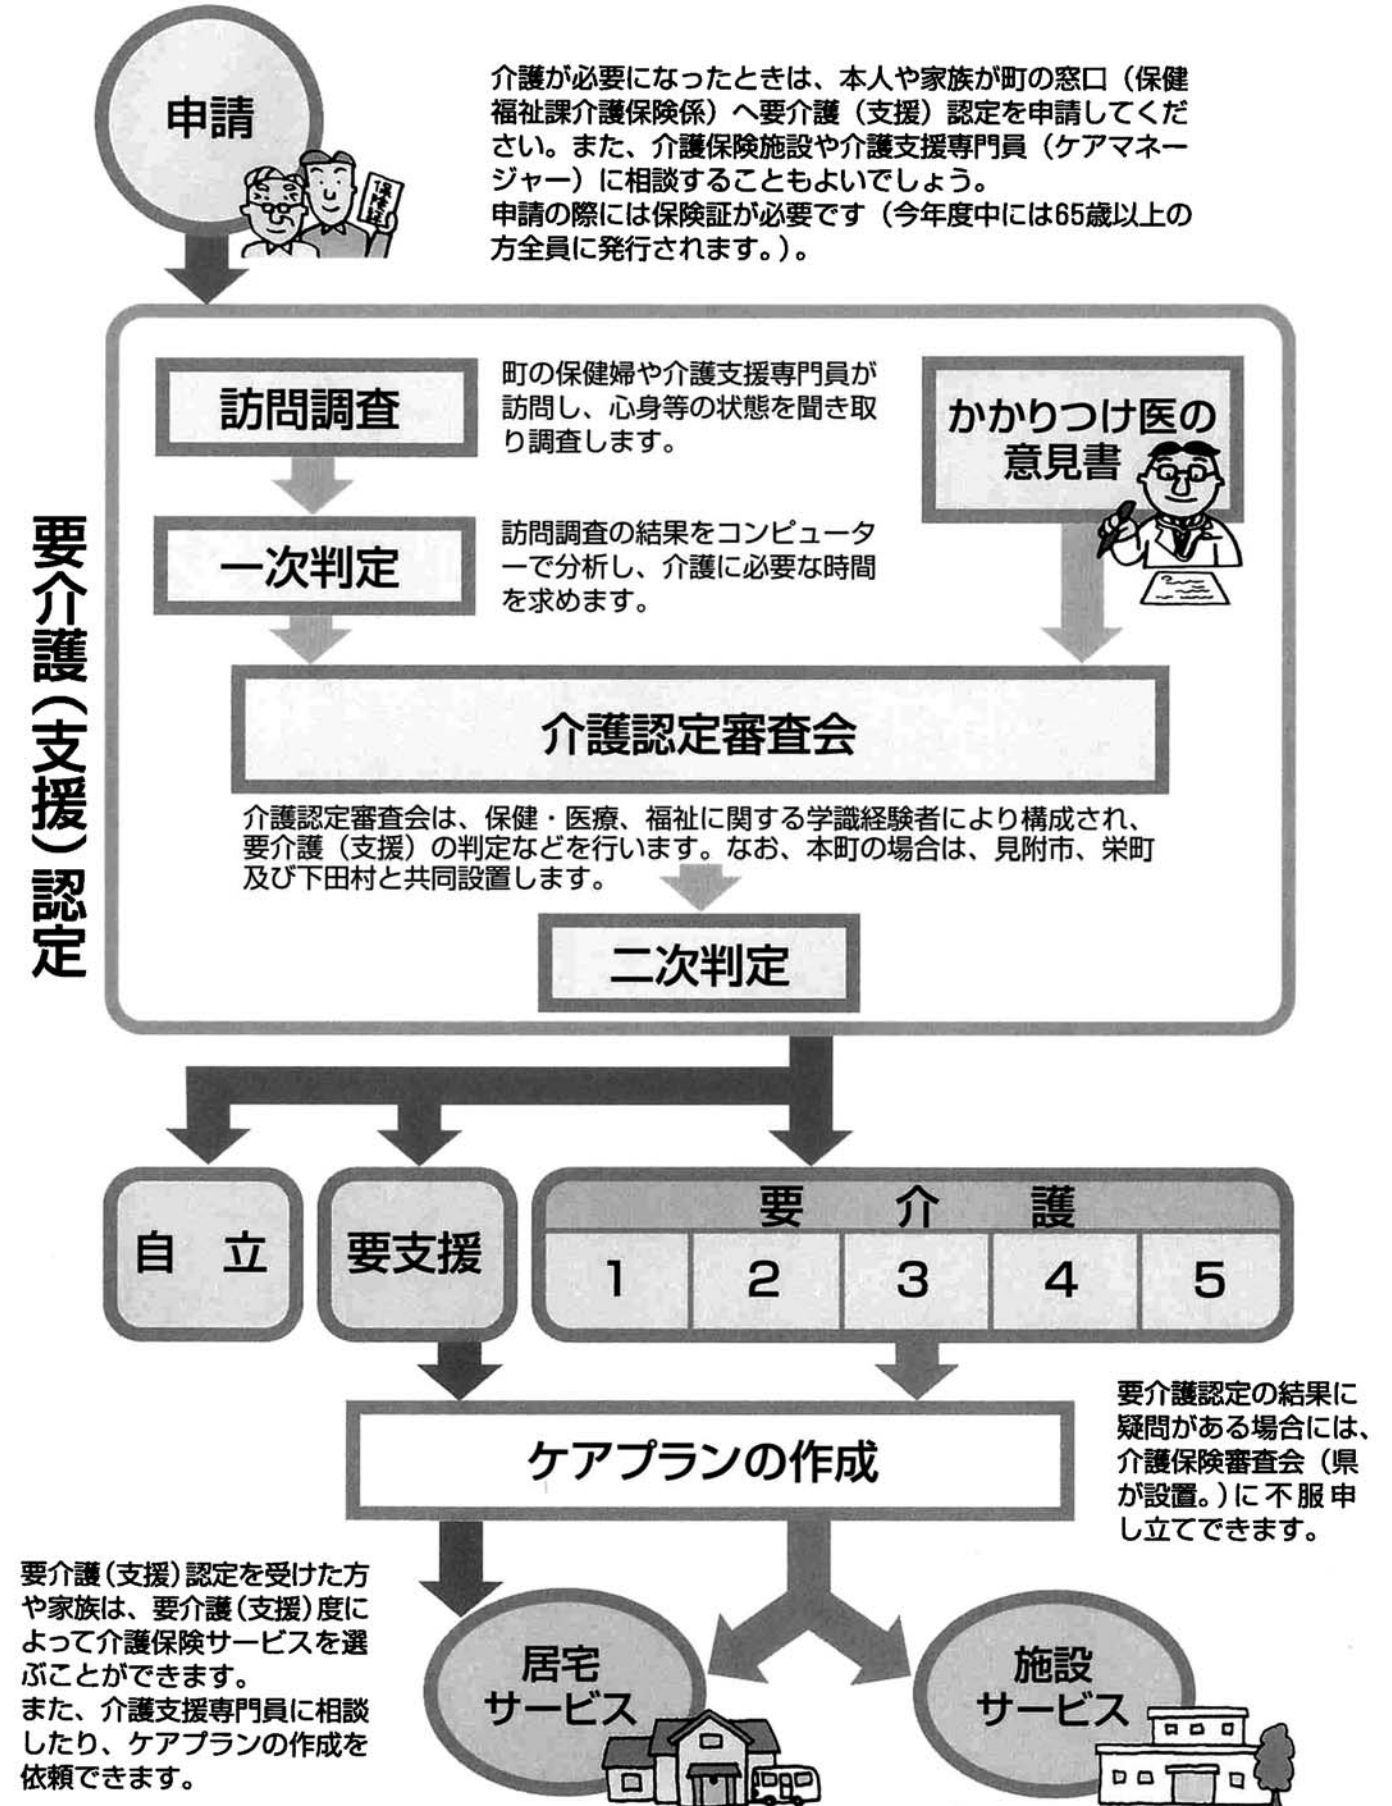 申請
保険証
介護が必要になったときは、本人や家族が町の窓口（保健
福祉課介護保険係）へ要介護（支援）認定を申請してくだ
さい。また、介護保険施設や介護支援専門員（ケアマネー
ジャー）に相談することもよいでしょう。
申請の際には保険証が必要です（今年度中には65歳以上の
方全員に発行されます。）。
要介護（支援）認定
訪問調査
町の保健婦や介護支援専門員が
訪問し、心身等の状態を聞き取
り調査します。
かかりつけ医の
意見書
一次判定
訪問調査の結果をコンピュータ
ーで分析し、介護に必要な時間
を求めます。
介護認定審査会
介護認定審査会は、保健・医療、福祉に関する学識経験者により構成され、
要介護（支援）の判定などを行います。なお、本町の場合は、見附市、栄町
及び下田村と共同設置します。
二次判定
自立
要支援
要介護
1 2 3 4 5
ケアプランの作成
要介護認定の結果に
疑問がある場合には、
介護保険審査会（県
が設置。）に不服申
し立てできます。
要介護（支援）認定を受けた方
や家族は、要介護（支援）度に
よって介護保険サービスを選
ぶことができます。
また、介護支援専門員に相談
したり、ケアプランの作成を
依頼できます。
居宅
サービス
施設
サービス